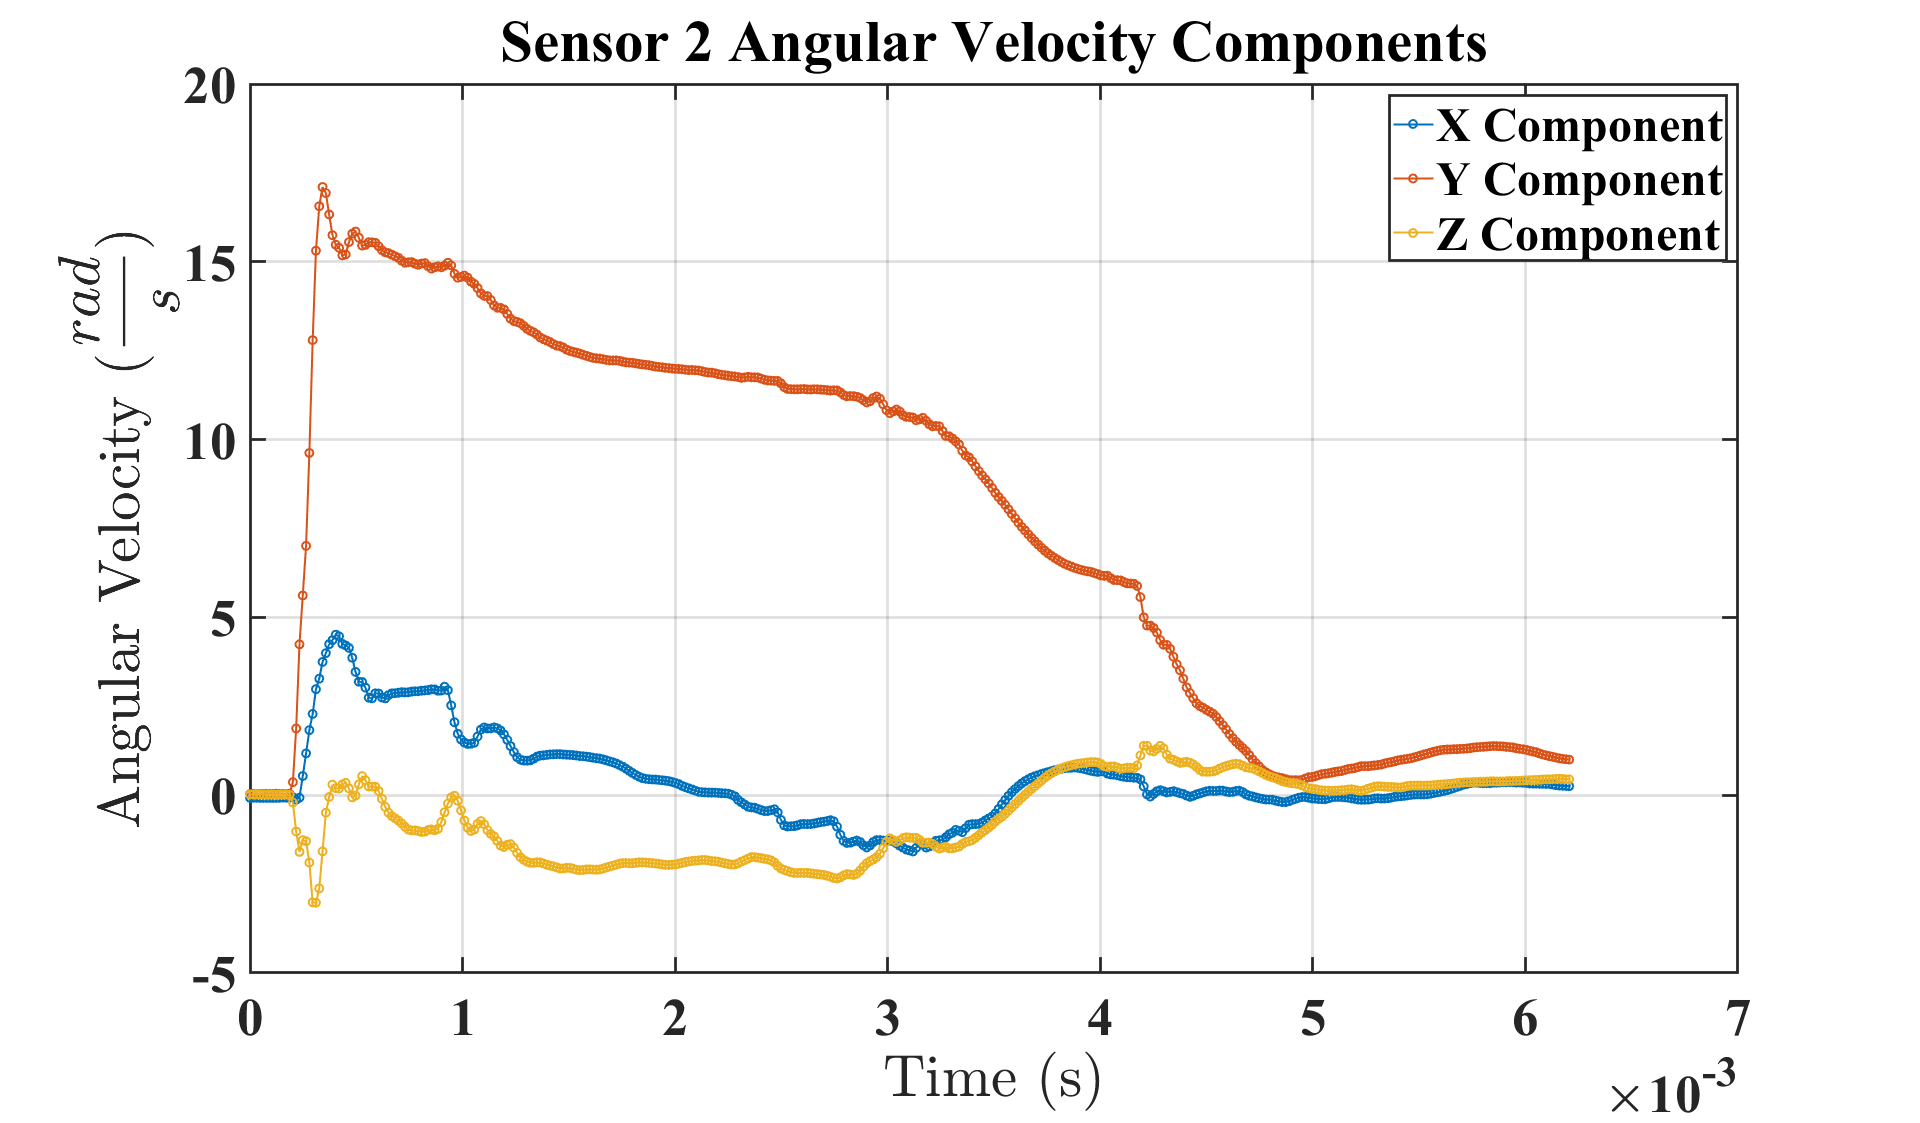 Sensor 2 Angular Velocity Components
20
15
10
5
0
-5
Angular Velocity (rad/s)
X Component
Y Component
Z Component
0 1 2 3 4 5 6 7
Time (s)
×10-3